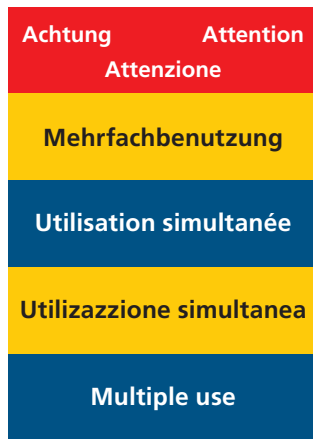 Achtung Attention
Attenzione
Mehrfachbenutzung
Utilisation simultanée
Utilizazzione simultanea
Multiple use